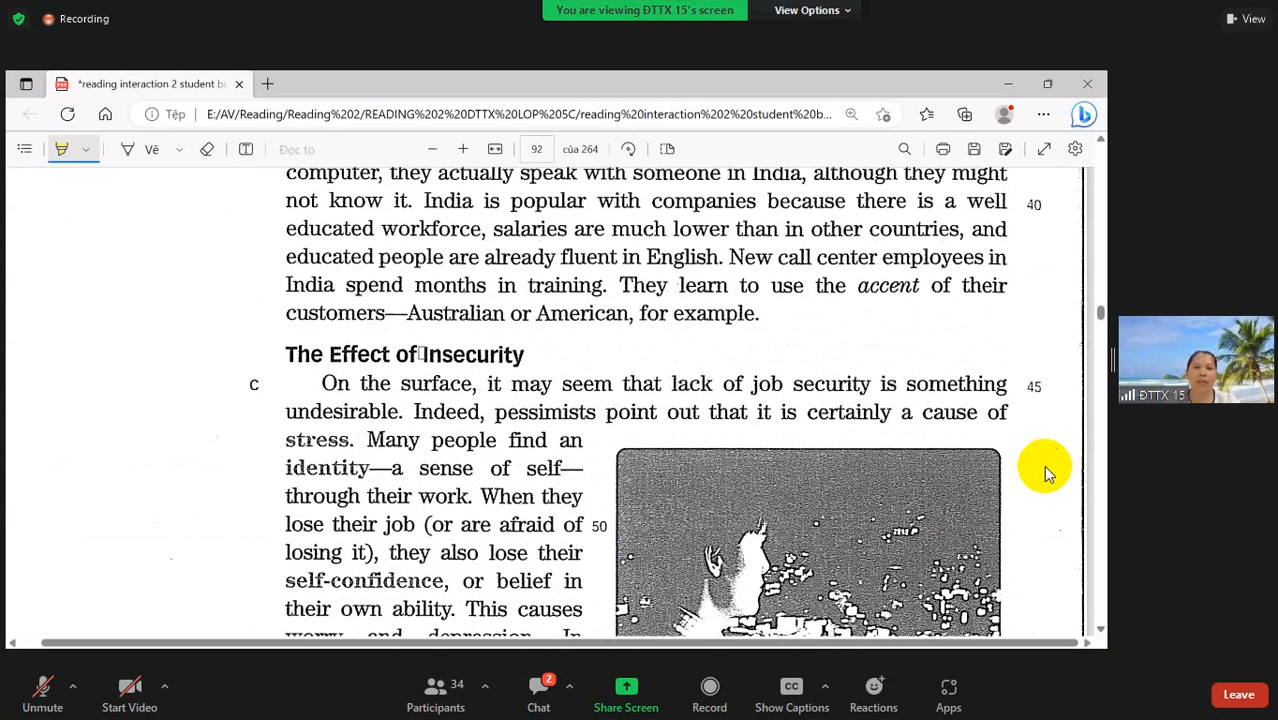 Recording
You are viewing ĐTTX 15's screen
View Options
View
*reading interaction 2 student bo
Tệp
E:/AV/Reading/Reading%202/READING%202%20DTTX%20LOP%205C/reading%20interaction%202%20student%20b...
Vẽ
Đọc to
92
của 264
computer, they actually speak with someone in India, although they might
not know it. India is popular with companies because there is a well
40
educated workforce, salaries are much lower than in other countries, and
educated people are already fluent in English. New call center employees in
India spend months in training. They learn to use the accent of their
customers—Australian or American, for example.
The Effect of Insecurity
C
On the surface, it may seem that lack of job security is something
45
undesirable. Indeed, pessimists point out that it is certainly a cause of
stress. Many people find an
identity—a sense of self—
through their work. When they
lose their job (or are afraid of
50
losing it), they also lose their
self-confidence, or belief in
their own ability. This causes
worry and depression. In
ĐTTX 15
Unmute
Start Video
34
Participants
2
Chat
Share Screen
Record
CC
Show Captions
Reactions
Apps
Leave